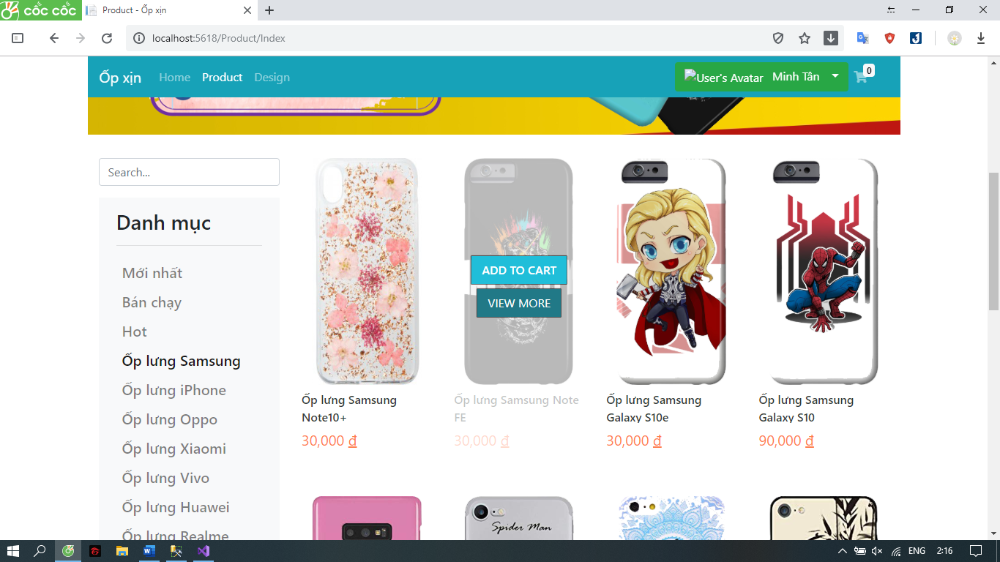 cốc cốc
Product - Ốp xịn
localhost:5618/Product/Index
Ốp xịn Home Product Design User's Avatar Minh Tân 0
Search...
Danh mục
Mới nhất
Bán chạy
Hot
Ốp lưng Samsung
Ốp lưng iPhone
Ốp lưng Oppo
Ốp lưng Xiaomi
Ốp lưng Vivo
Ốp lưng Huawei
Ốp lưng Realme
ADD TO CART
VIEW MORE
Ốp lưng Samsung
Note10+
30,000 đ
Ốp lưng Samsung Note
FE
30,000 đ
Ốp lưng Samsung
Galaxy S10e
30,000 đ
Ốp lưng Samsung
Galaxy S10
90,000 đ
Spider Man
ENG 2:16